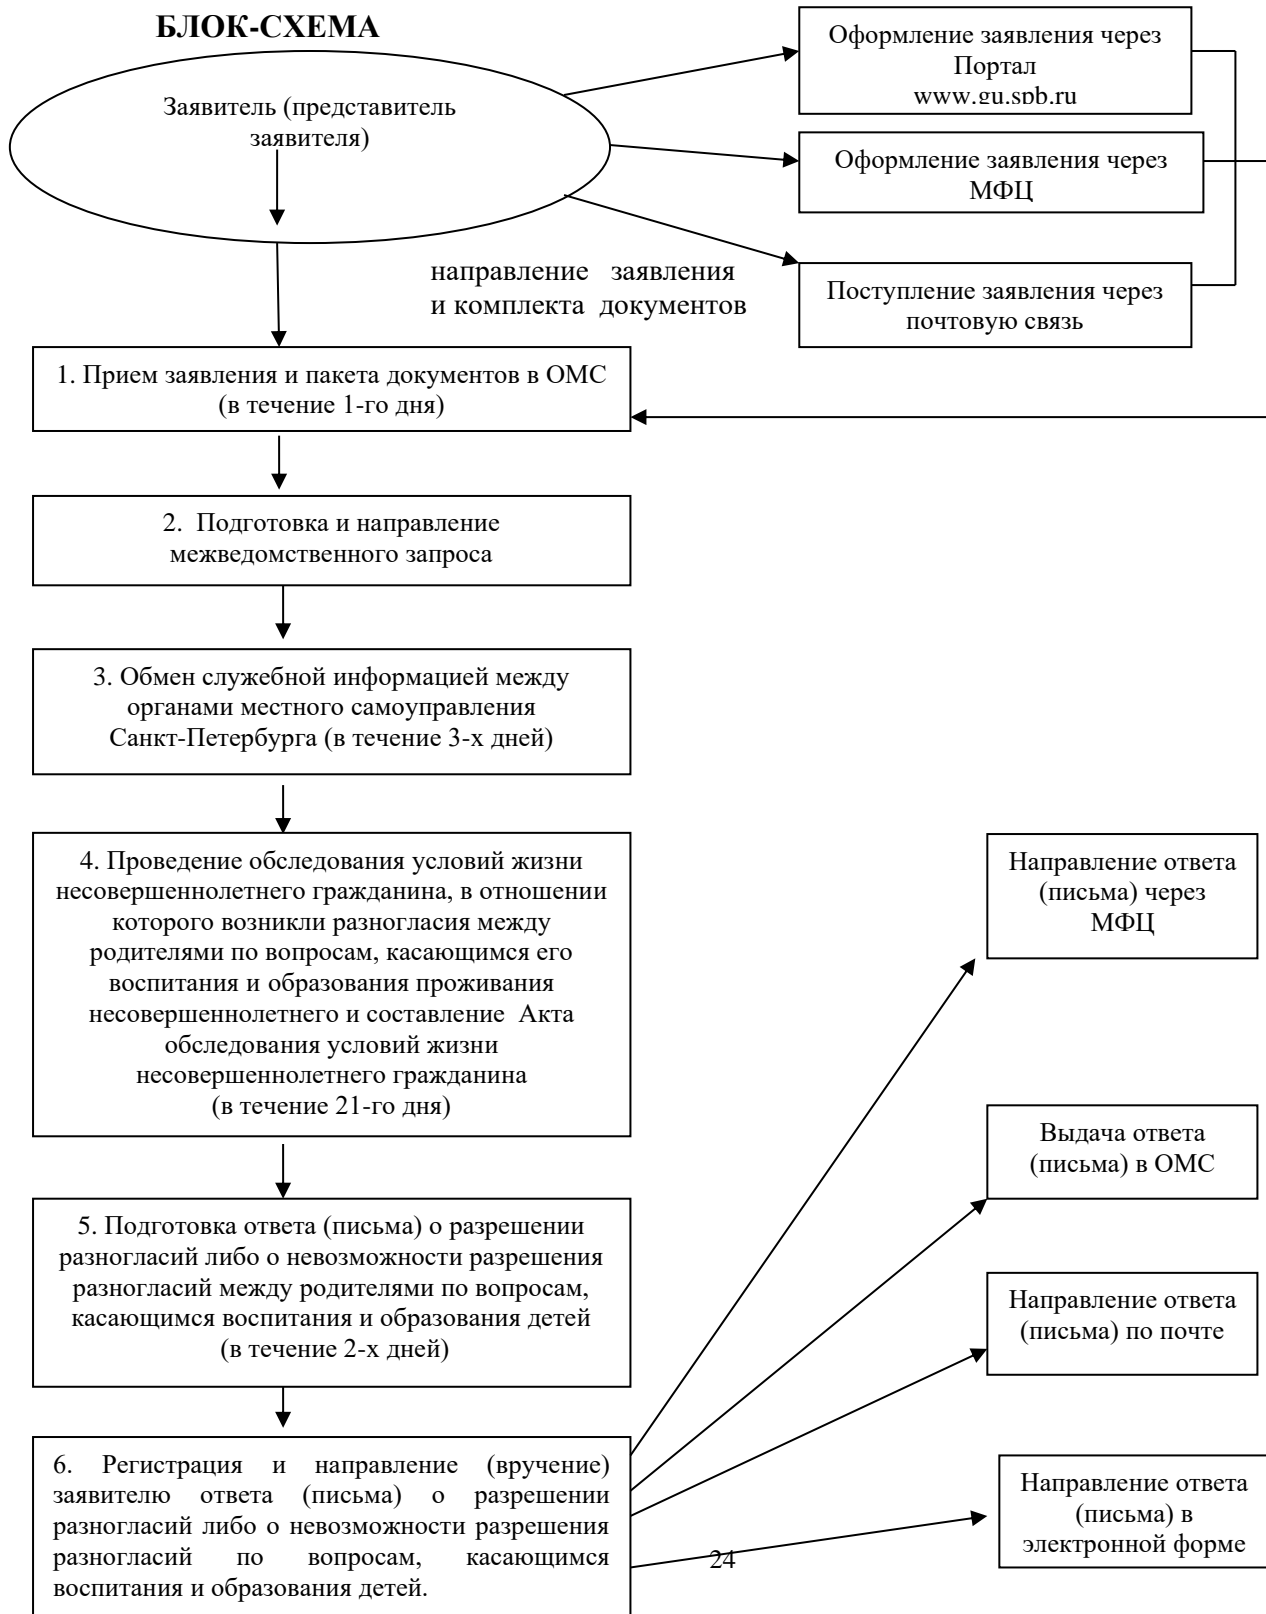 БЛОК-СХЕМА
Заявитель (представитель
заявителя)
Оформление заявления через
Портал
www.gu.spb.ru
Оформление заявления через
МФЦ
направление заявления
и комплекта документов
Поступление заявления через
почтовую связь
1. Прием заявления и пакета документов в ОМС
(в течение 1-го дня)
2. Подготовка и направление
межведомственного запроса
3. Обмен служебной информацией между
органами местного самоуправления
Санкт-Петербурга (в течение 3-х дней)
4. Проведение обследования условий жизни
несовершеннолетнего гражданина, в отношении
которого возникли разногласия между
родителями по вопросам, касающимся его
воспитания и образования проживания
несовершеннолетнего и составление Акта
обследования условий жизни
несовершеннолетнего гражданина
(в течение 21-го дня)
Направление ответа
(письма) через
МФЦ
Выдача ответа
(письма) в ОМС
5. Подготовка ответа (письма) о разрешении
разногласий либо о невозможности разрешения
разногласий между родителями по вопросам,
касающимся воспитания и образования детей
(в течение 2-х дней)
Направление ответа
(письма) по почте
6. Регистрация и направление (вручение)
заявителю ответа (письма) о разрешении
разногласий либо о невозможности разрешения
разногласий по вопросам, касающимся
воспитания и образования детей.
Направление ответа
(письма) в
электронной форме
24